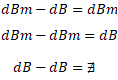 dBm − dB = dBm
dBm − dBm = dB
dB − dB = ∄